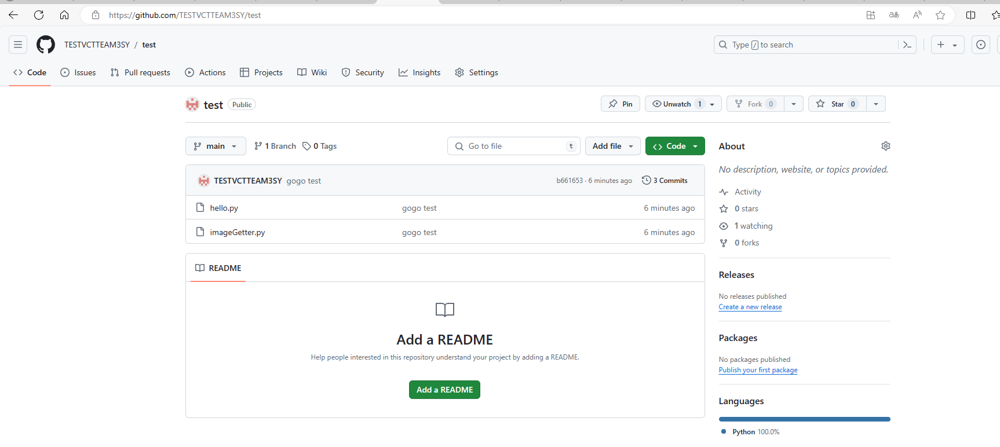 https://github.com/TESTVCTTEAM3SY/test
TESTVCTTEAM3SY / test
Type / to search
Code Issues Pull requests Actions Projects Wiki Security Insights Settings
test Public
Pin Unwatch 1 Fork 0 Star 0
main 1 Branch 0 Tags Go to file t Add file Code
TESTVCTTEAM3SY gogo test b661653 · 6 minutes ago 3 Commits
hello.py gogo test 6 minutes ago
imageGetter.py gogo test 6 minutes ago
README
Add a README
Help people interested in this repository understand your project by adding a README.
Add a README
About
No description, website, or topics provided.
Activity
0 stars
1 watching
0 forks
Releases
No releases published
Create a new release
Packages
No packages published
Publish your first package
Languages
Python 100.0%